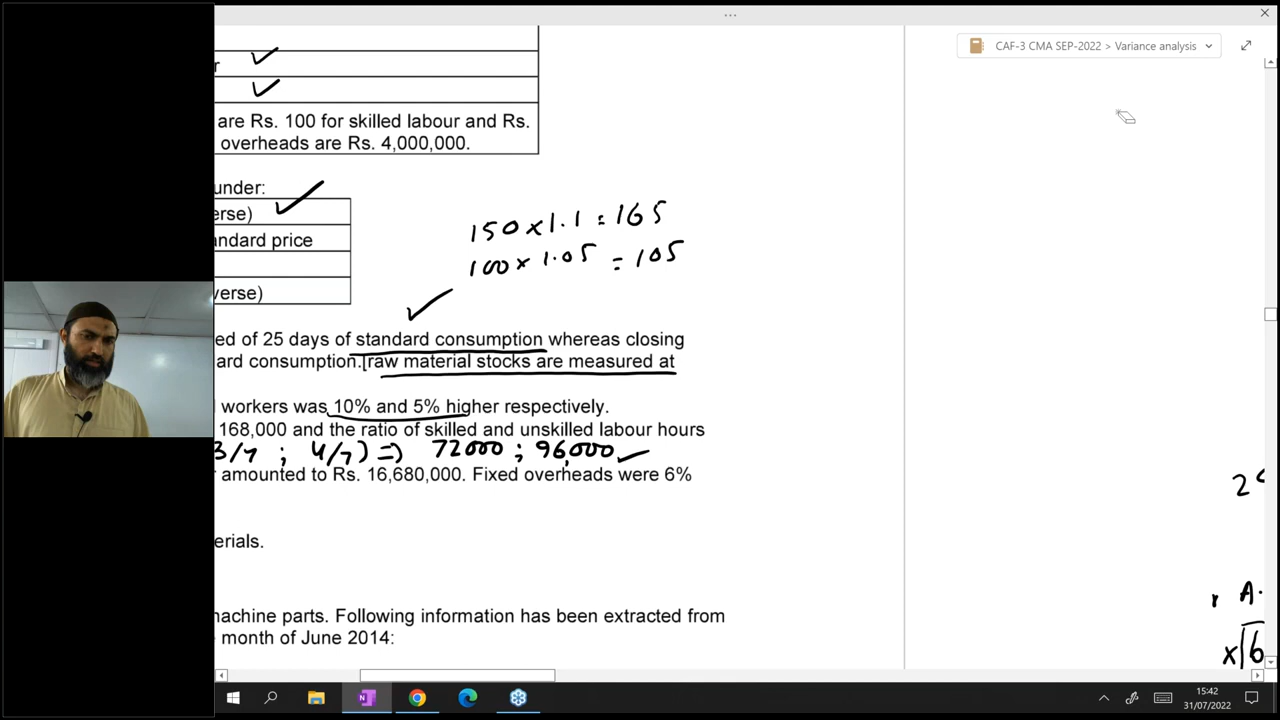 CAF-3 CMA SEP-2022 > Variance analysis
r
are Rs. 100 for skilled labour and Rs.
overheads are Rs. 4,000,000.
under:
erse)
andard price
verse)
150 x 1.1 = 165
100 x 1.05 = 105
ed of 25 days of standard consumption whereas closing
ard consumption.[raw material stocks are measured at
workers was 10% and 5% higher respectively.
168,000 and the ratio of skilled and unskilled labour hours
3/7 ; 4/7) => 72000 ; 96,000
amounted to Rs. 16,680,000. Fixed overheads were 6%
erials.
machine parts. Following information has been extracted from
month of June 2014:
A.
x 6
15:42
31/07/2022